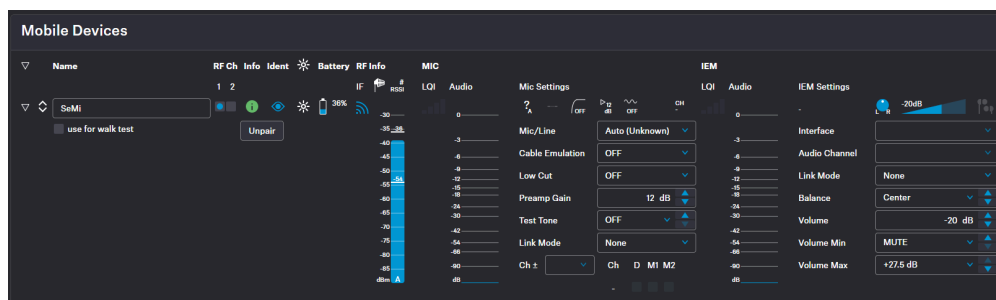 Mobile Devices
Name RF Ch Info Ident Battery RF Info MIC IEM
1 2 IF # RSSI LQI Audio Mic Settings LQI Audio IEM Settings
SeMi 36% ? A -- OFF 12 dB OFF CH - - L R -20dB
use for walk test Unpair
Mic/Line Auto (Unknown) Interface
Cable Emulation OFF Audio Channel
Low Cut OFF Link Mode None
Preamp Gain 12 dB Balance Center
Test Tone OFF Volume -20 dB
Link Mode None Volume Min MUTE
Ch ± Ch D M1 M2 Volume Max +27.5 dB
-
-30
-35 -36
-40
-45
-50
-54
-60
-65
-70
-75
-80
-85
dBm A
0
-3
-6
-9
-12
-15
-18
-24
-30
-42
-54
-66
-90
dB
0
-3
-6
-9
-12
-15
-18
-24
-30
-42
-54
-66
-90
dB